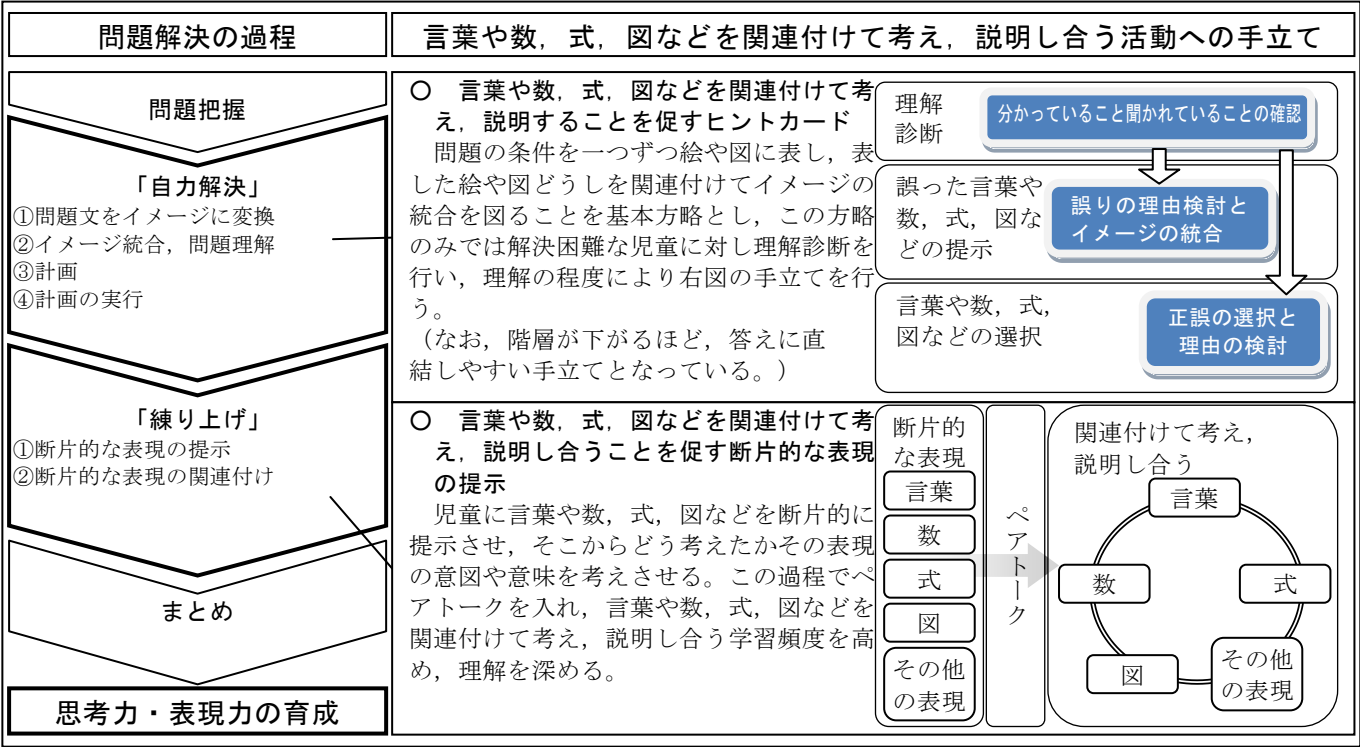 問題解決の過程
言葉や数，式，図などを関連付けて考え，説明し合う活動への手立て
問題把握
「自力解決」
①問題文をイメージに変換
②イメージ統合，問題理解
③計画
④計画の実行
「練り上げ」
①断片的な表現の提示
②断片的な表現の関連付け
まとめ
思考力・表現力の育成
○　言葉や数，式，図などを関連付けて考
え，説明することを促すヒントカード
問題の条件を一つずつ絵や図に表し，表
した絵や図どうしを関連付けてイメージの
統合を図ることを基本方略とし，この方略
のみでは解決困難な児童に対し理解診断を
行い，理解の程度により右図の手立てを行
う。
（なお，階層が下がるほど，答えに直
結しやすい手立てとなっている。）
理解
診断
分かっていること聞かれていることの確認
誤った言葉や
数，式，図な
どの提示
誤りの理由検討と
イメージの統合
言葉や数，式，
図などの選択
正誤の選択と
理由の検討
○　言葉や数，式，図などを関連付けて考
え，説明し合うことを促す断片的な表現
の提示
児童に言葉や数，式，図などを断片的に
提示させ，そこからどう考えたかその表現
の意図や意味を考えさせる。この過程でペ
アトークを入れ，言葉や数，式，図などを
関連付けて考え，説明し合う学習頻度を高
め，理解を深める。
断片的
な表現
言葉
数
式
図
その他
の表現
ペアトーク
関連付けて考え，
説明し合う
言葉
数
式
図
その他
の表現